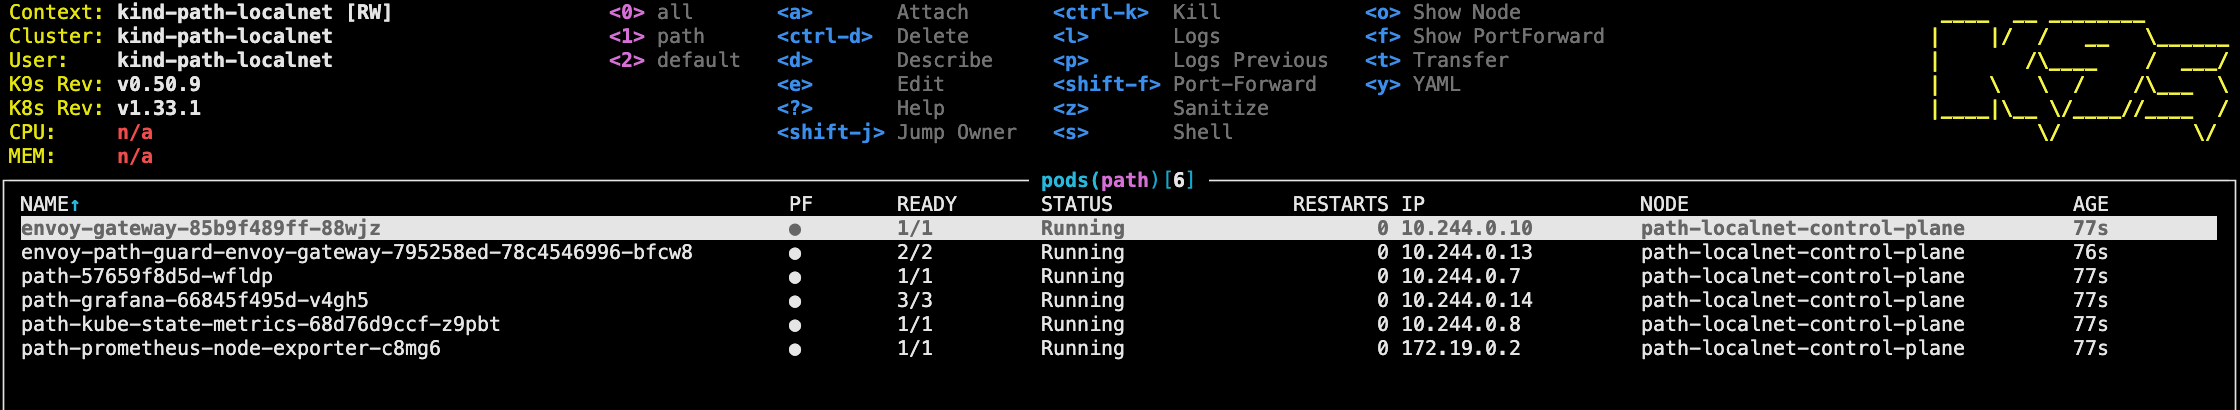 Context: kind-path-localnet [RW] <0> all <a> Attach <ctrl-k> Kill <o> Show Node
Cluster: kind-path-localnet <1> path <ctrl-d> Delete <l> Logs <f> Show PortForward
User: kind-path-localnet <2> default <d> Describe <p> Logs Previous <t> Transfer
K9s Rev: v0.50.9 <e> Edit <shift-f> Port-Forward <y> YAML
K8s Rev: v1.33.1 <?> Help <z> Sanitize
CPU: n/a <shift-j> Jump Owner <s> Shell
MEM: n/a
K9s
pods(path)[6]
NAME↑ PF READY STATUS RESTARTS IP NODE AGE
envoy-gateway-85b9f489ff-88wjz ● 1/1 Running 0 10.244.0.10 path-localnet-control-plane 77s
envoy-path-guard-envoy-gateway-795258ed-78c4546996-bfcw8 ● 2/2 Running 0 10.244.0.13 path-localnet-control-plane 76s
path-57659f8d5d-wfldp ● 1/1 Running 0 10.244.0.7 path-localnet-control-plane 77s
path-grafana-66845f495d-v4gh5 ● 3/3 Running 0 10.244.0.14 path-localnet-control-plane 77s
path-kube-state-metrics-68d76d9ccf-z9pbt ● 1/1 Running 0 10.244.0.8 path-localnet-control-plane 77s
path-prometheus-node-exporter-c8mg6 ● 1/1 Running 0 172.19.0.2 path-localnet-control-plane 77s